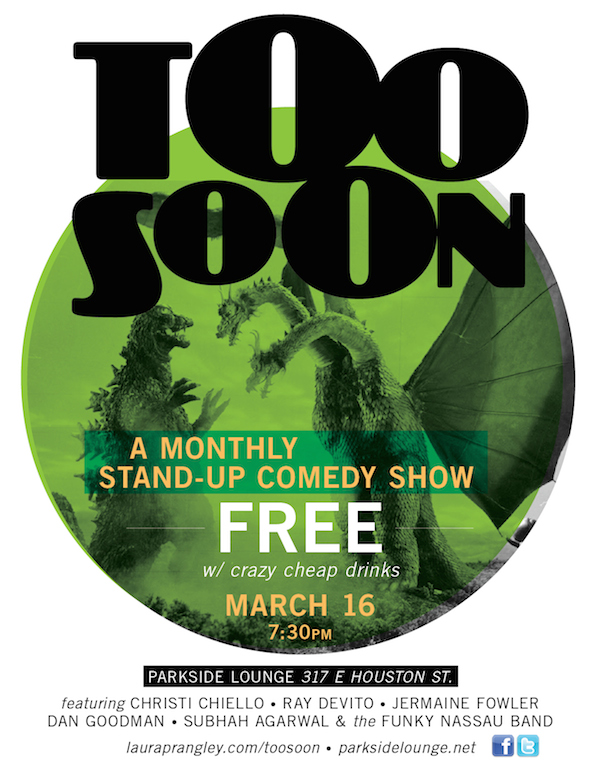 TOO
SOON
A MONTHLY
STAND-UP COMEDY SHOW
FREE
w/ crazy cheap drinks
MARCH 16
7:30PM
PARKSIDE LOUNGE 317 E HOUSTON ST.
featuring CHRISTI CHIELLO • RAY DEVITO • JERMAINE FOWLER
DAN GOODMAN • SUBHAH AGARWAL & the FUNKY NASSAU BAND
lauraprangley.com/toosoon • parksidelounge.net f t